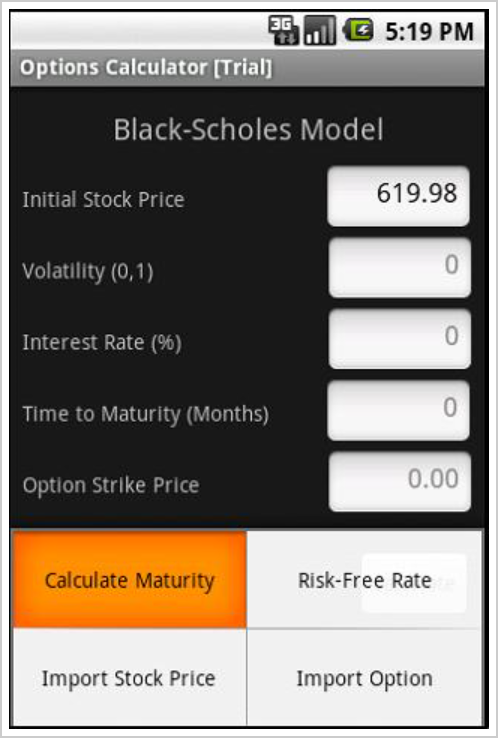 3G 5:19 PM
Options Calculator [Trial]
Black-Scholes Model
Initial Stock Price 619.98
Volatility (0,1) 0
Interest Rate (%) 0
Time to Maturity (Months) 0
Option Strike Price 0.00
Calculate Maturity Risk-Free Rate
Import Stock Price Import Option